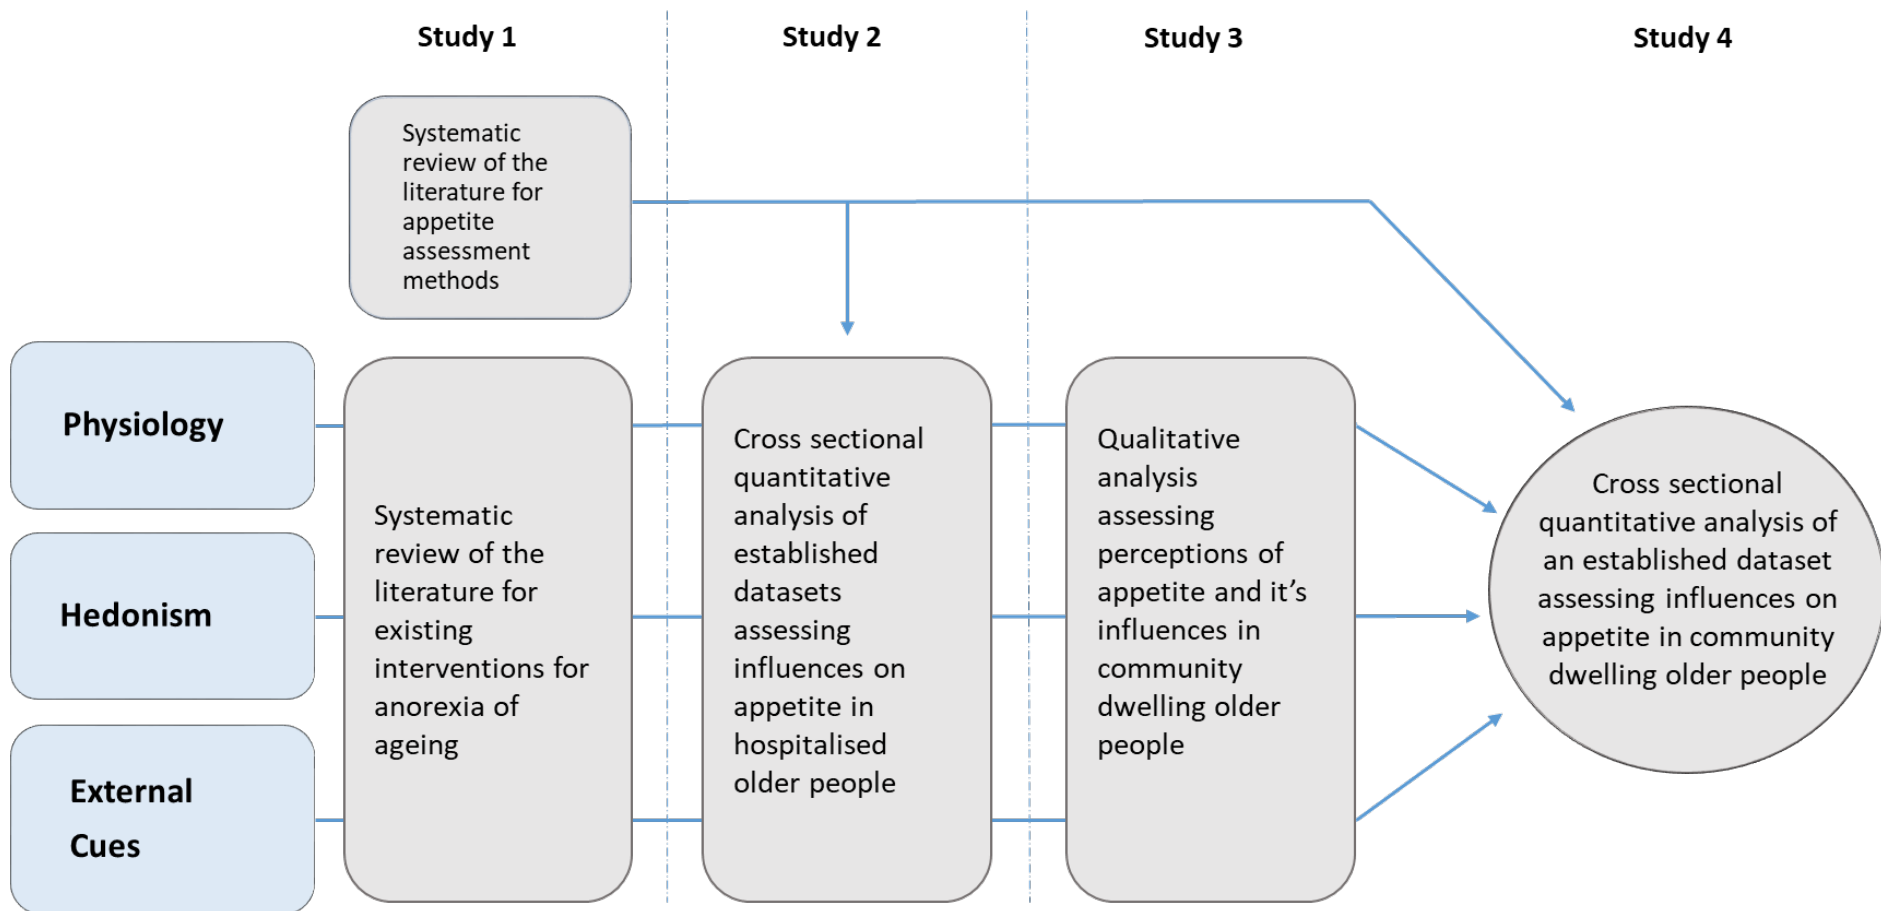 Study 1
Study 2
Study 3
Study 4
Systematic
review of the
literature for
appetite
assessment
methods
Physiology
Hedonism
External
Cues
Systematic
review of the
literature for
existing
interventions for
anorexia of
ageing
Cross sectional
quantitative
analysis of
established
datasets
assessing
influences on
appetite in
hospitalised
older people
Qualitative
analysis
assessing
perceptions of
appetite and it's
influences in
community
dwelling older
people
Cross sectional
quantitative analysis of
an established dataset
assessing influences on
appetite in community
dwelling older people